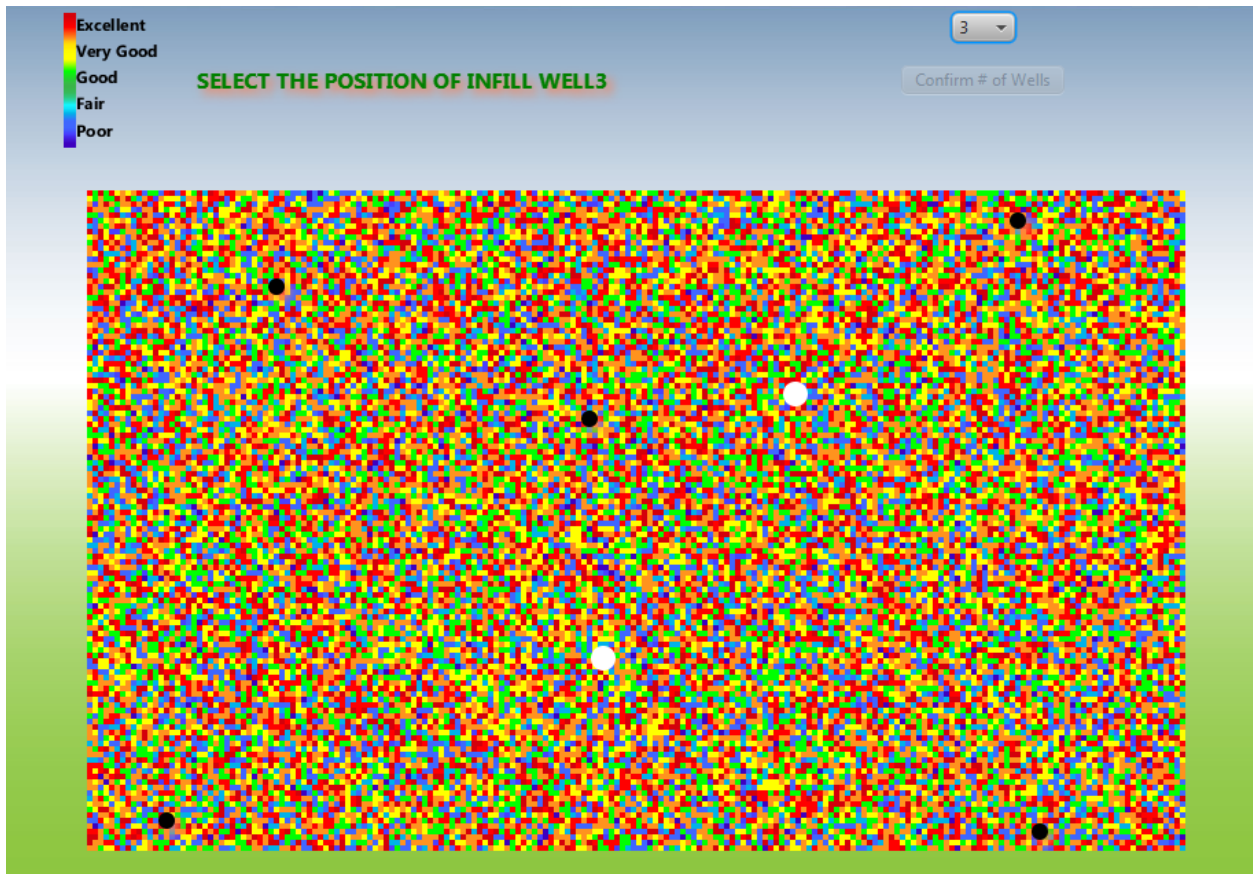 Excellent
Very Good
Good
Fair
Poor
SELECT THE POSITION OF INFILL WELL3
3
Confirm # of Wells